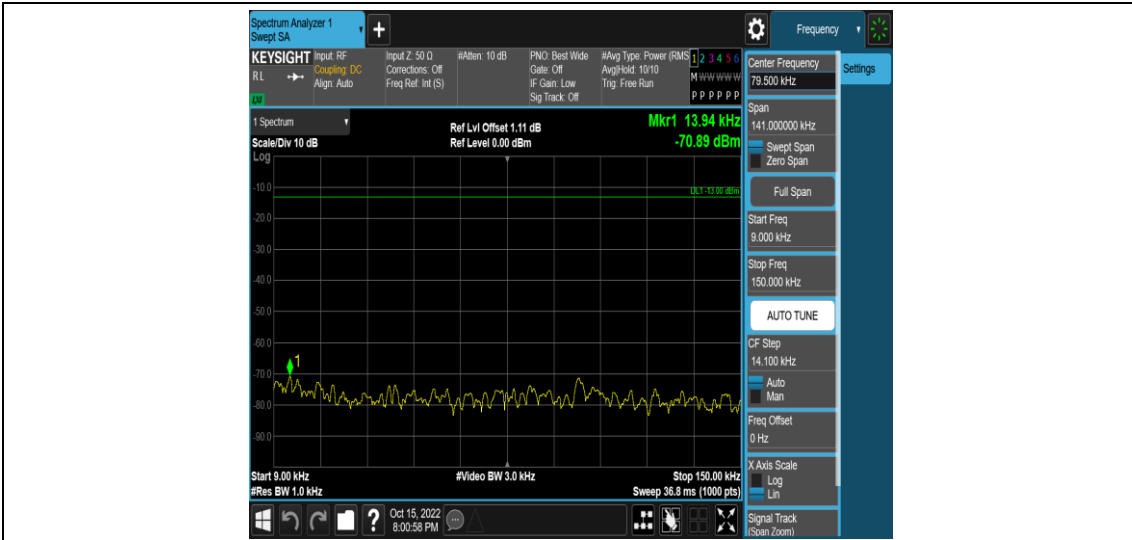 Spectrum Analyzer 1
Swept SA
+
Frequency
KEYSIGHT
RL
LXI
Input: RF
Coupling: DC
Align: Auto
Input Z: 50 Ω
Corrections: Off
Freq Ref: Int (S)
#Atten: 10 dB
PNO: Best Wide
Gate: Off
IF Gain: Low
Sig Track: Off
#Avg Type: Power (RMS
Avg|Hold: 10/10
Trig: Free Run
1 2 3 4 5 6
M W W W W W
P P P P P P
1 Spectrum
Scale/Div 10 dB
Log
Ref Lvl Offset 1.11 dB
Ref Level 0.00 dBm
Mkr1 13.94 kHz
-70.89 dBm
-10.0
DL1 -13.00 dBm
-20.0
-30.0
-40.0
-50.0
-60.0
1
-70.0
-80.0
-90.0
Start 9.00 kHz
#Res BW 1.0 kHz
#Video BW 3.0 kHz
Stop 150.00 kHz
Sweep 36.8 ms (1000 pts)
?
Oct 15, 2022
8:00:58 PM
Center Frequency
79.500 kHz
Settings
Span
141.000000 kHz
Swept Span
Zero Span
Full Span
Start Freq
9.000 kHz
Stop Freq
150.000 kHz
AUTO TUNE
CF Step
14.100 kHz
Auto
Man
Freq Offset
0 Hz
X Axis Scale
Log
Lin
Signal Track
(Span Zoom)